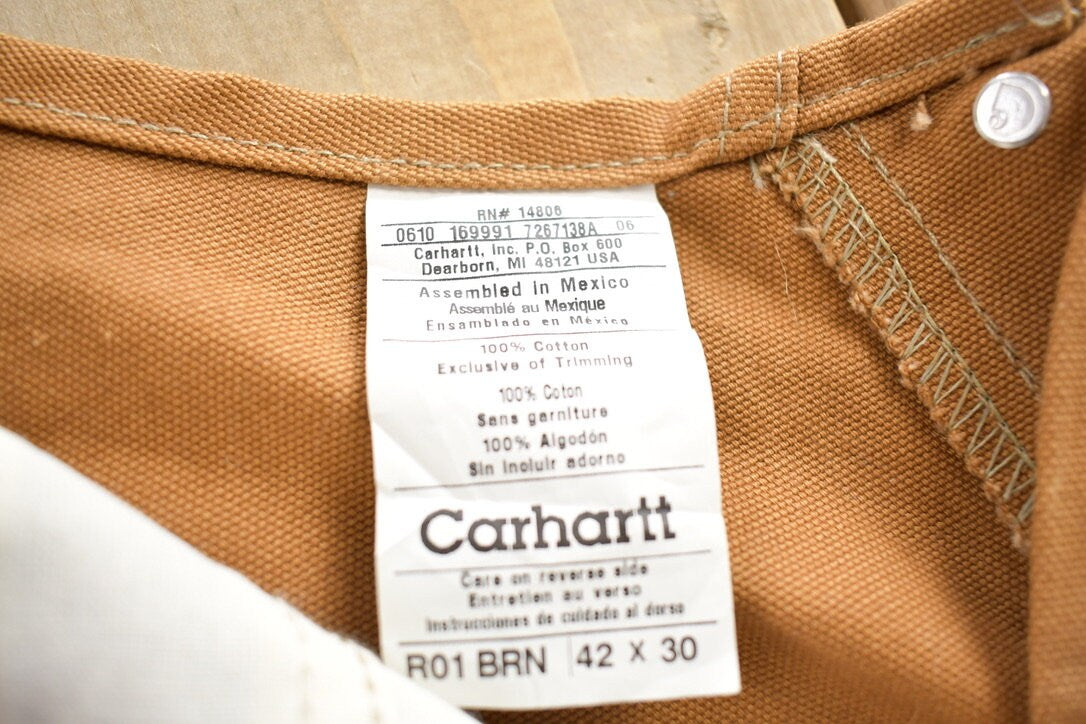 RN# 14806
0610 169991 7267138A 06
Carhartt, Inc. P.O. Box 600
Dearborn, MI 48121 USA
Assembled in Mexico
Assemblé au Mexique
Ensamblado en México
100% Cotton
Exclusive of Trimming
100% Coton
Sans garniture
100% Algodón
Sin incluir adorno
Carhartt
Care on reverse side
Entretien au verso
Instrucciones de cuidado al dorso
R01 BRN 42 X 30